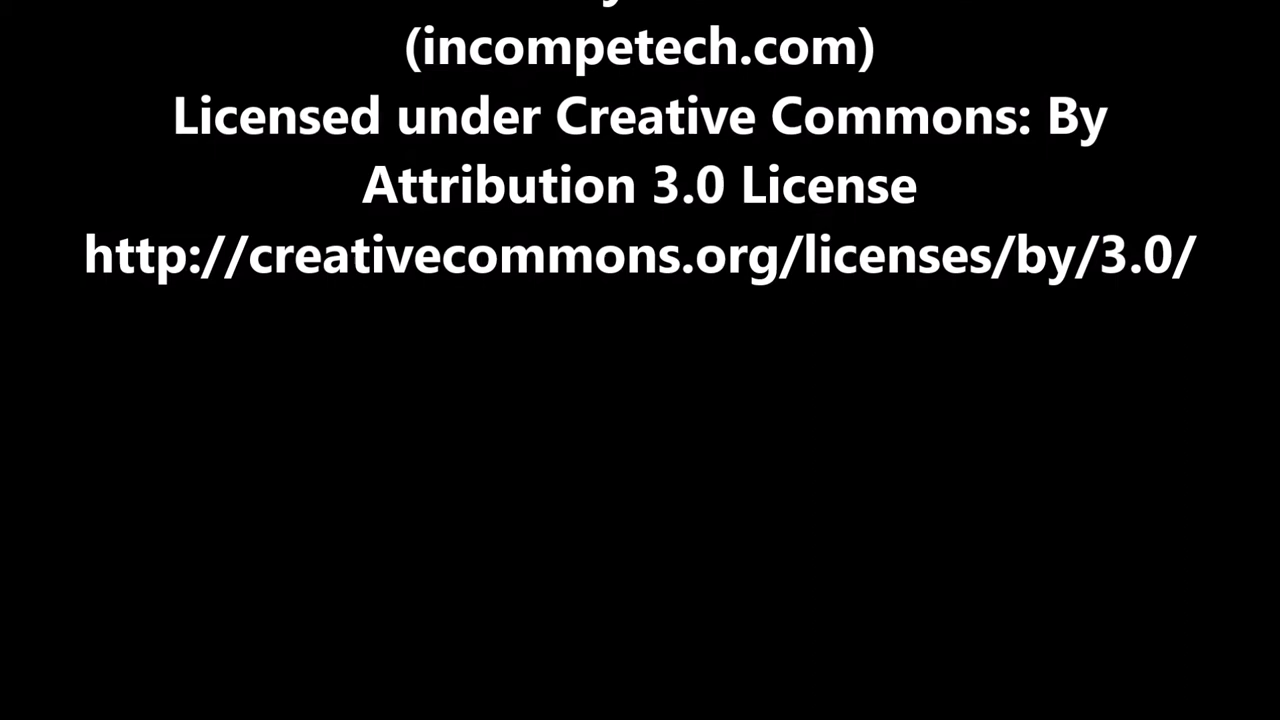 (incompetech.com)
Licensed under Creative Commons: By
Attribution 3.0 License
http://creativecommons.org/licenses/by/3.0/